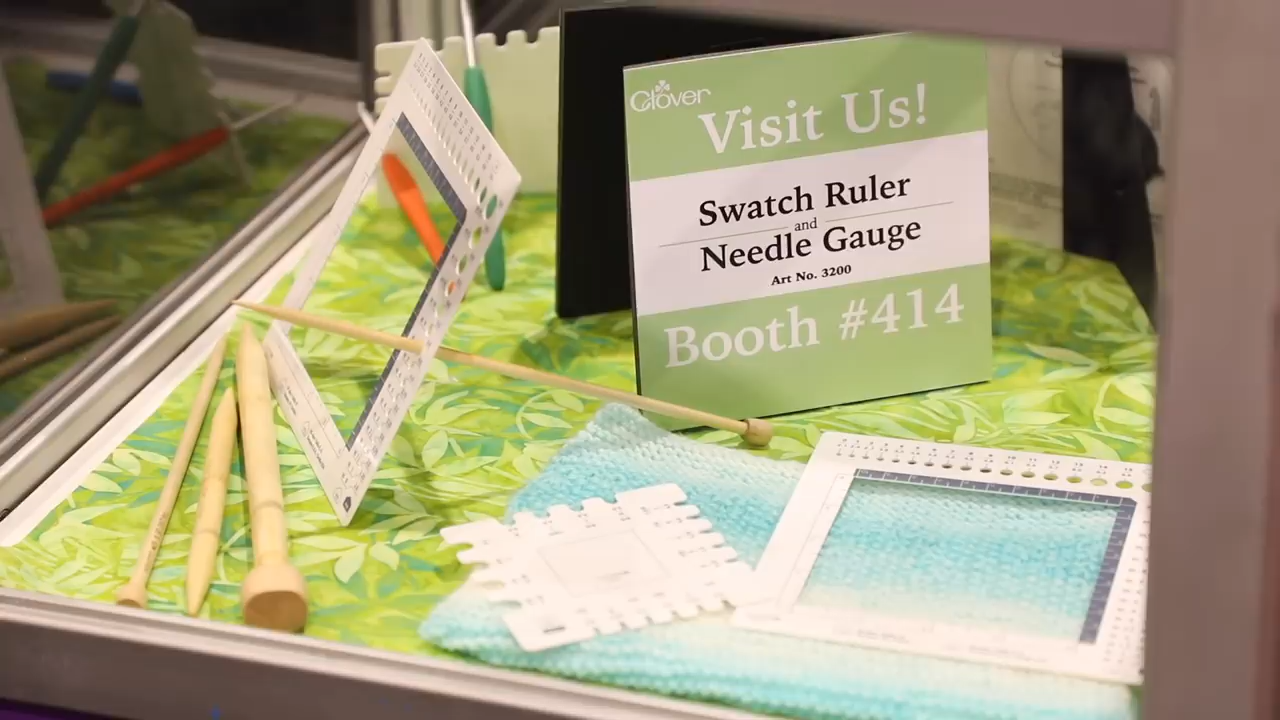 Clover
Visit Us!
Swatch Ruler
and
Needle Gauge
Art No. 3200
Booth #414